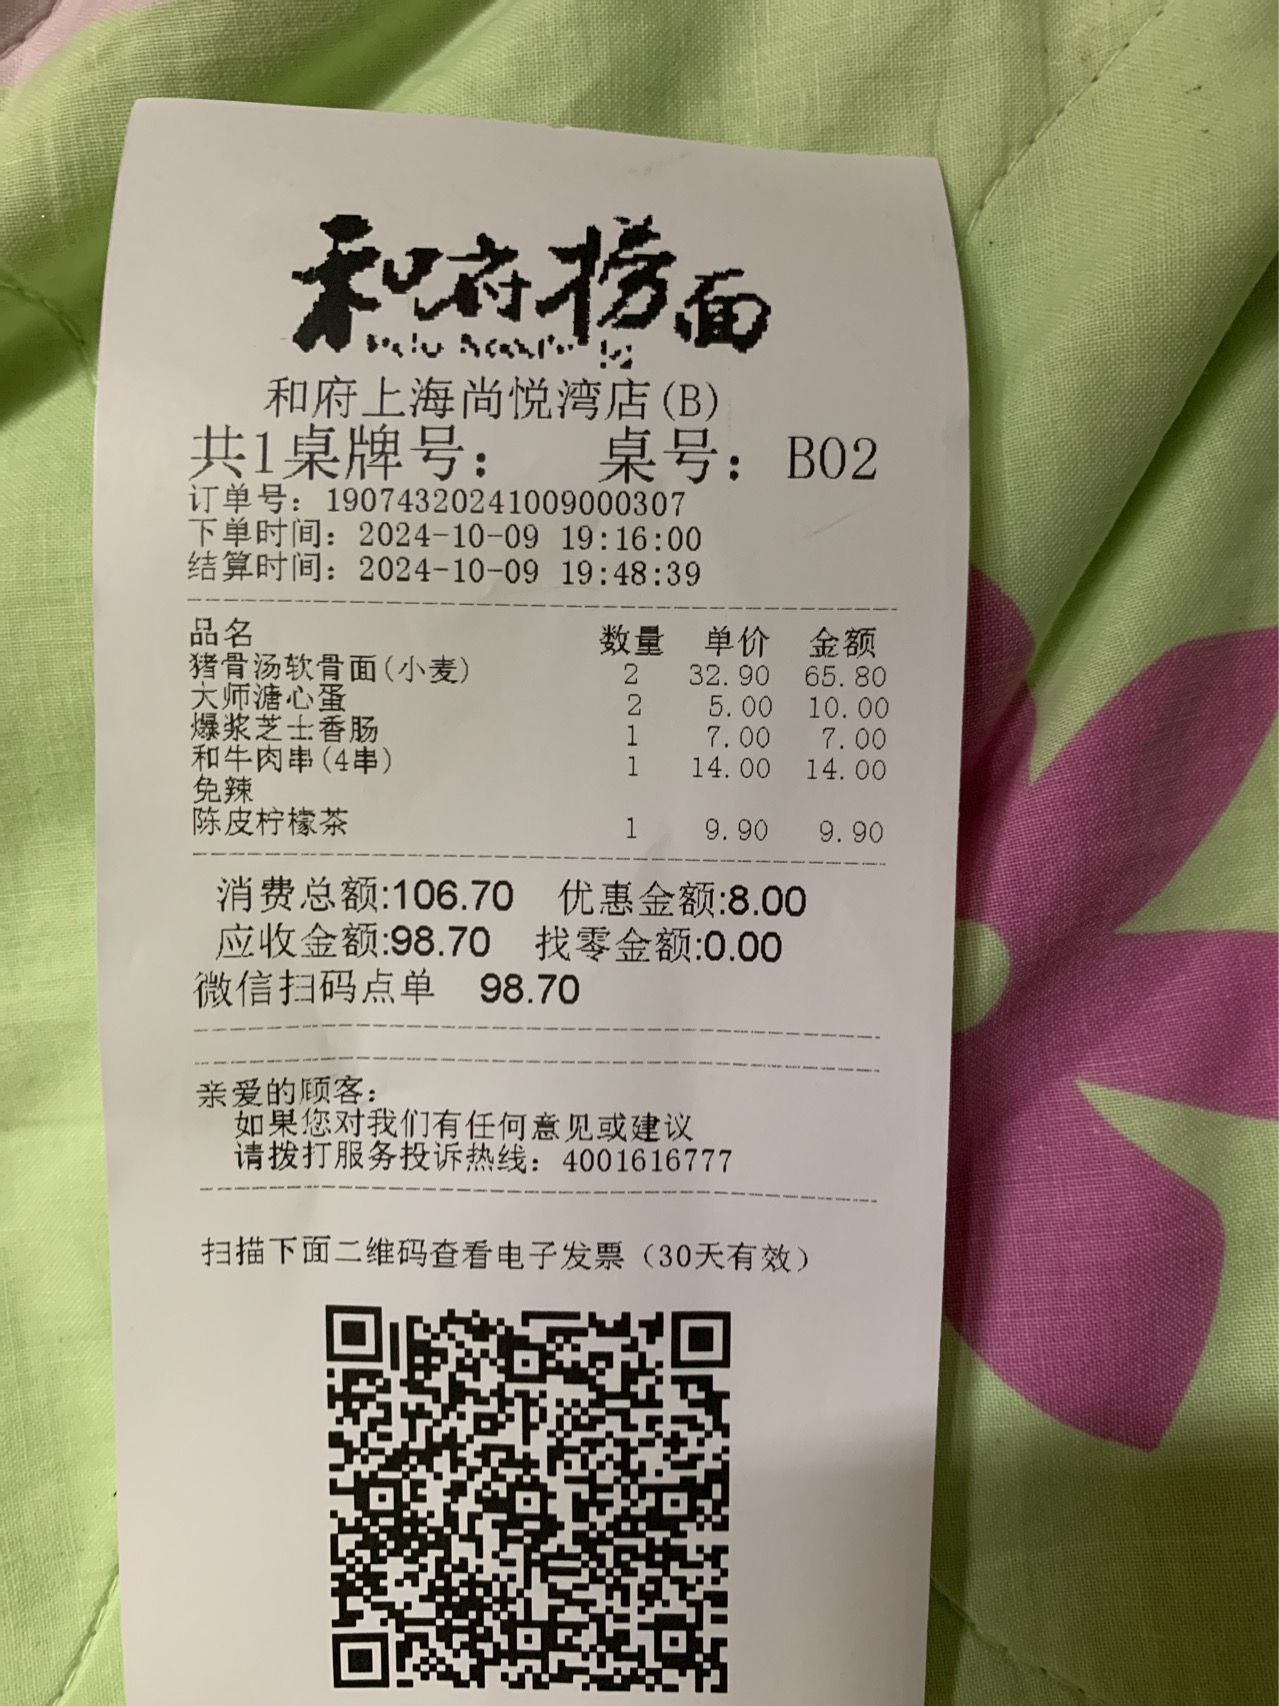 和府捞面
和府上海尚悦湾店(B)
共1桌牌号: 桌号: B02
订单号: 19074320241009000307
下单时间: 2024-10-09 19:16:00
结算时间: 2024-10-09 19:48:39
品名 数量 单价 金额
猪骨汤软骨面(小麦) 2 32.90 65.80
大师溏心蛋 2 5.00 10.00
爆浆芝士香肠 1 7.00 7.00
和牛肉串(4串) 1 14.00 14.00
免辣
陈皮柠檬茶 1 9.90 9.90
消费总额:106.70 优惠金额:8.00
应收金额:98.70 找零金额:0.00
微信扫码点单 98.70
亲爱的顾客:
如果您对我们有任何意见或建议
请拨打服务投诉热线: 4001616777
扫描下面二维码查看电子发票（30天有效）